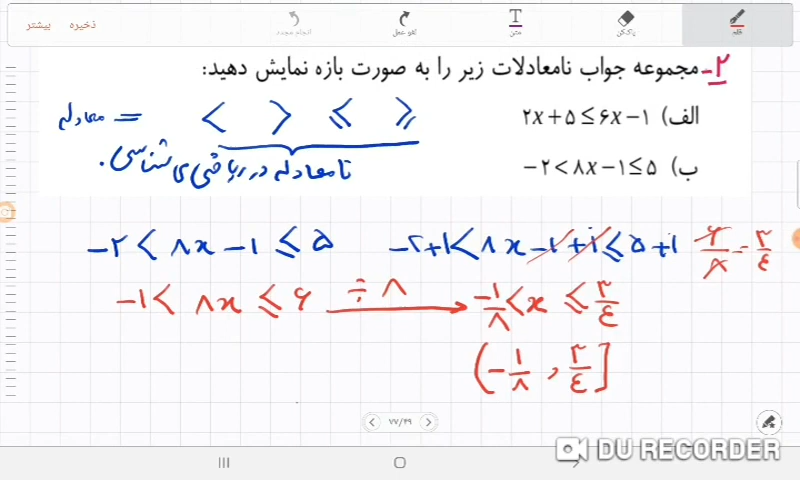 ذخیره بیشتر
انجام مجدد لغو عمل متن پاک‌کن قلم
۲- مجموعه جواب نامعادلات زیر را به صورت بازه نمایش دهید:
الف) ۲x+۵≤۶x−۱
معادله = < > ≤ ≥
نامعادله در ریاضی می شناسی.
ب) −۲<۸x−۱≤۵
−۲ < ۸x −۱ ≤ ۵ −۲+۱ < ۸x −۱+۱ ≤ ۵+۱ ۶/۸ = ۳/۴
−۱ < ۸x ≤ ۶ ÷۸ → −۱/۸ < x ≤ ۳/۴
(−۱/۸ , ۳/۴]
۷۷/۴۹
DU RECORDER